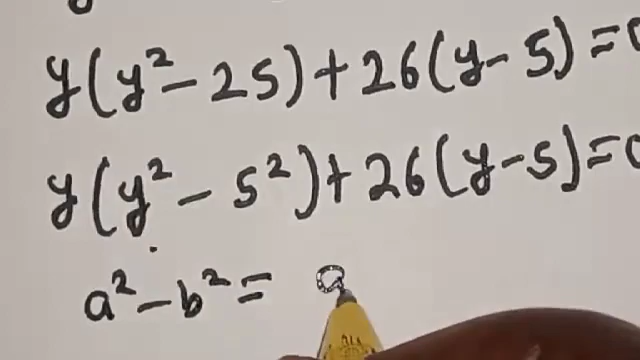 y(y² - 25) + 26(y - 5) = 0
y(y² - 5²) + 26(y - 5) = 0
a² - b² =